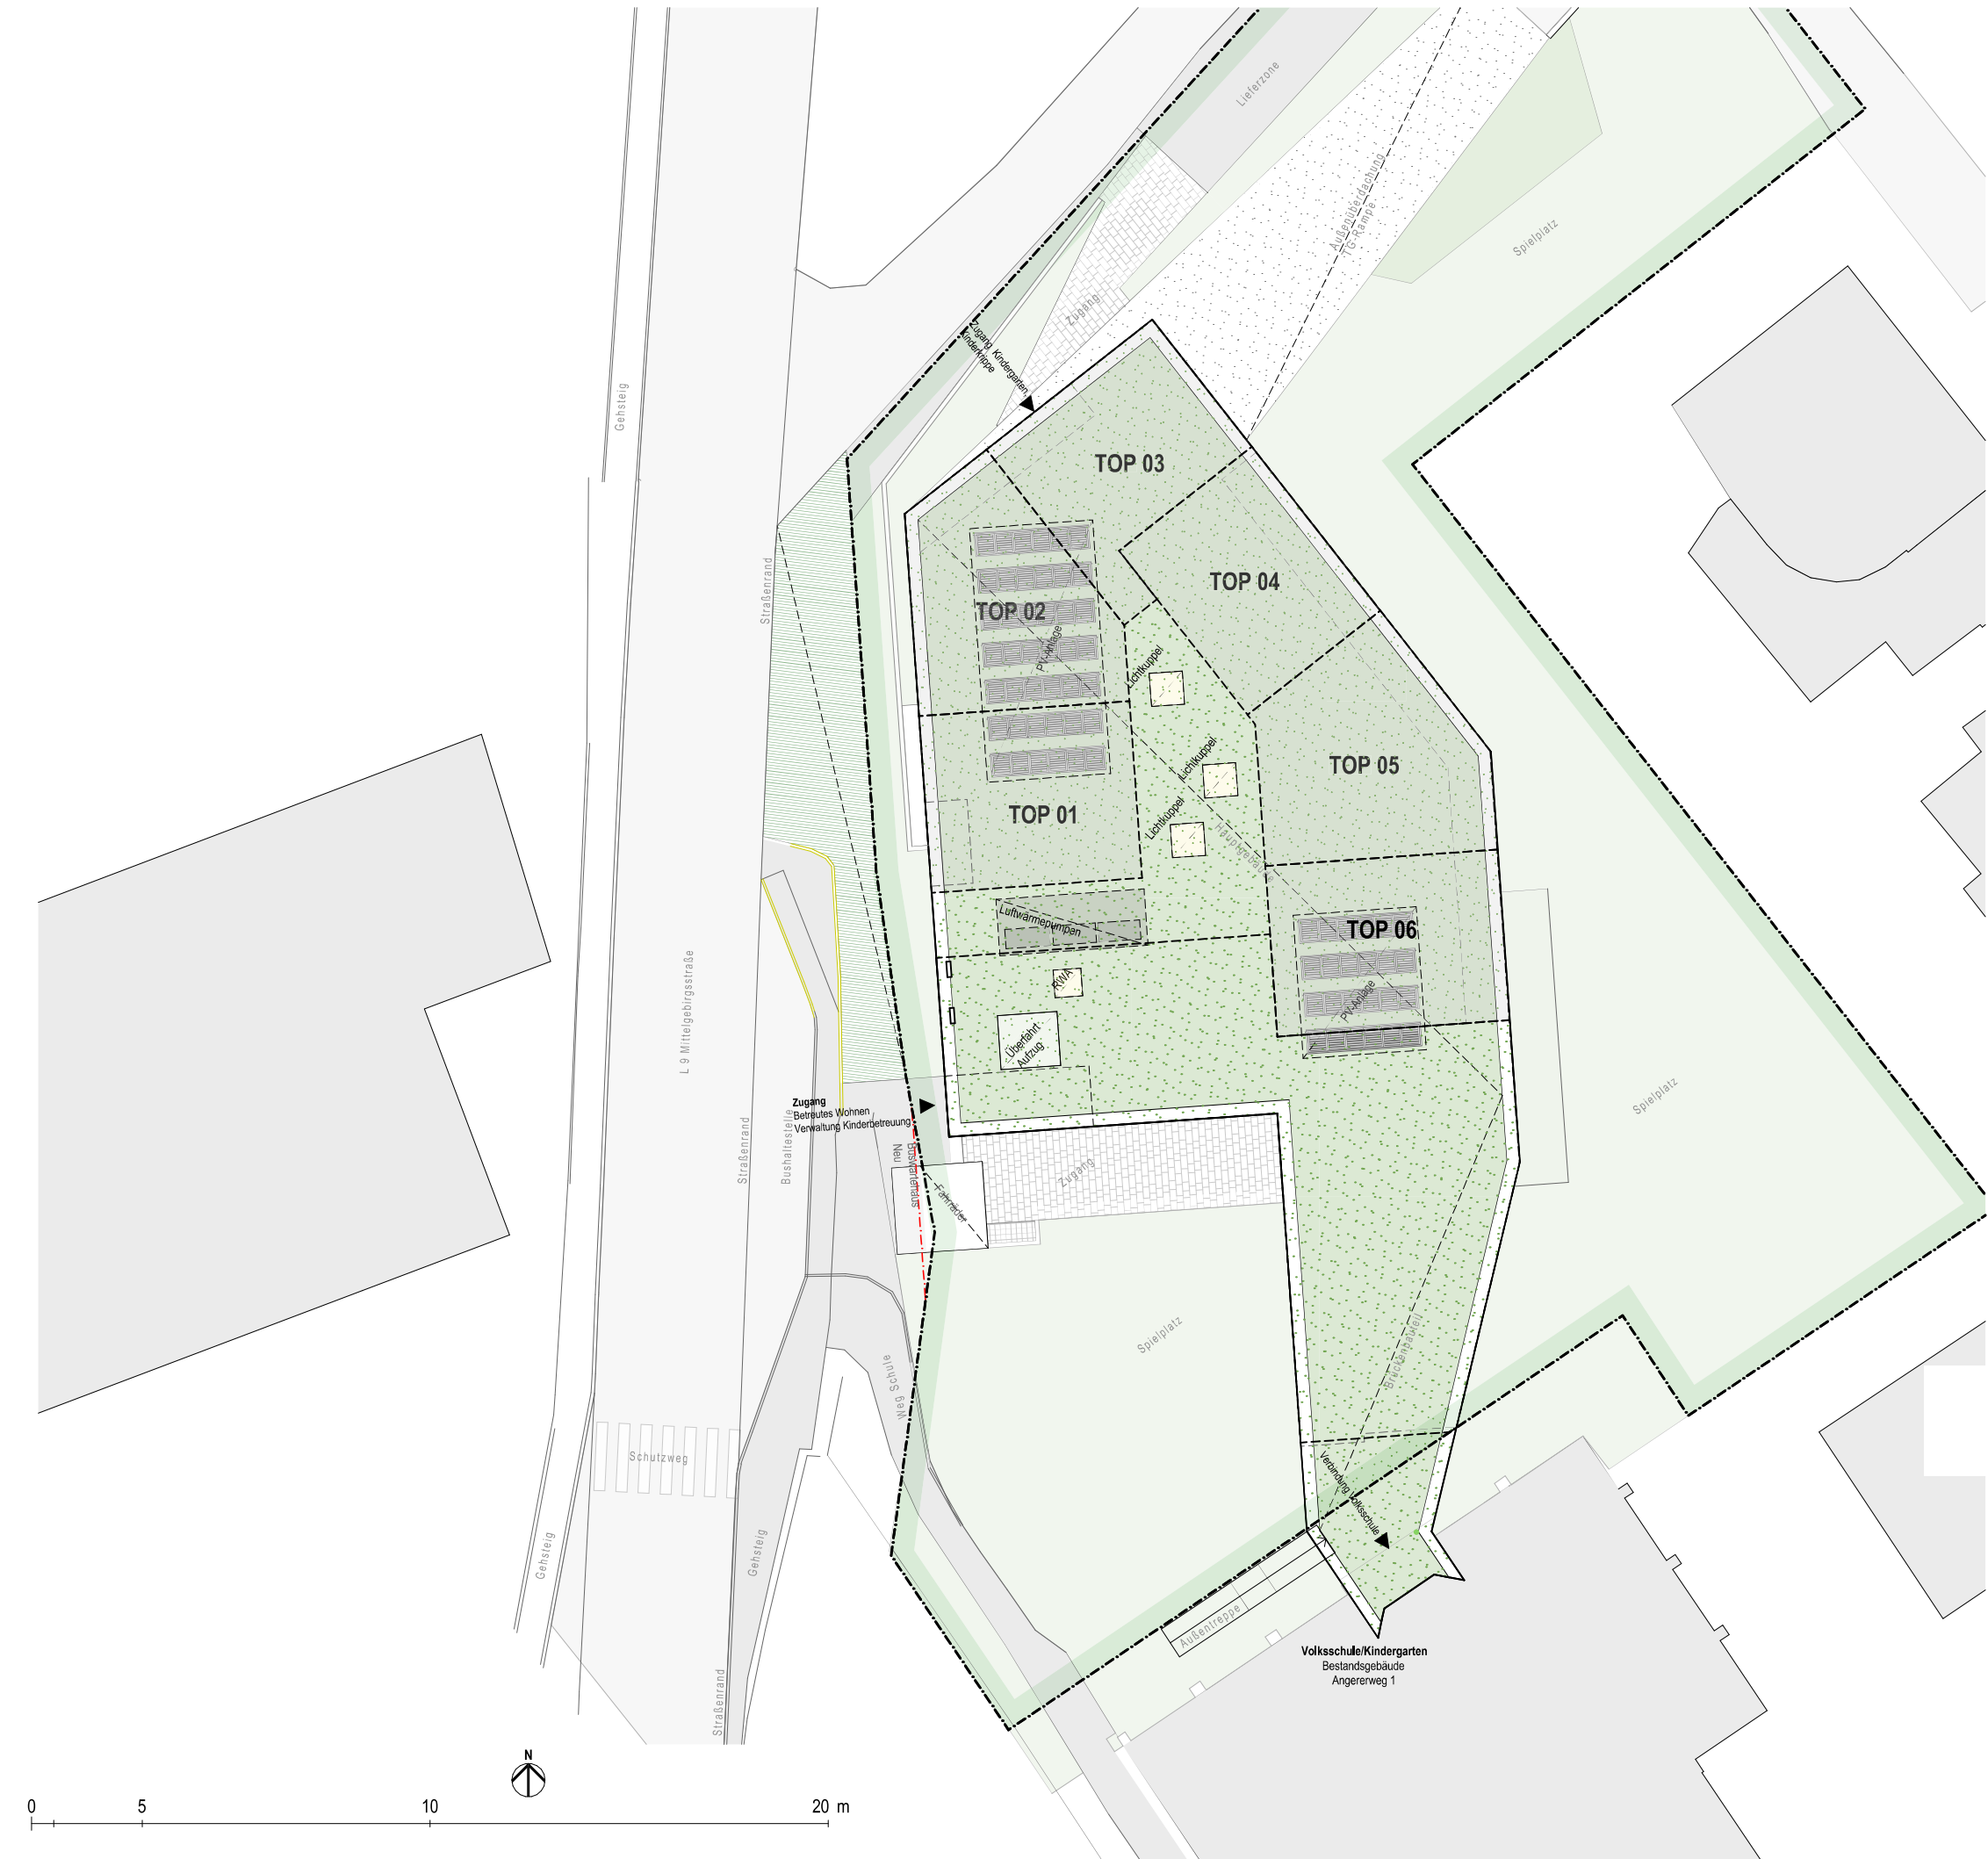 Lieferzone
Außenüberdachung
TG-Rampe
Spielplatz
Zugang
Zugang Kindergarten
Kinderkrippe
Gehsteig
TOP 03
TOP 04
Straßenrand
TOP 02
PV-Anlage
Lichtkuppel
Lichtkuppel
TOP 05
Lichtkuppel
TOP 01
Hauptgebäude
Luftwärmepumpen
TOP 06
RWA
PV-Anlage
L 9 Mittelgebirgsstraße
Überfahrt
Aufzug
Spielplatz
Zugang
Betreutes Wohnen
Verwaltung Kinderbetreuung
Straßenrand
Bushaltestelle
Buswartehaus
Neu
Fahrräder
Zugang
Spielplatz
Brückenbauteil
Weg Schule
Schutzweg
Verbindung Volksschule
Gehsteig
Gehsteig
Außentreppe
Volksschule/Kindergarten
Bestandsgebäude
Angererweg 1
Straßenrand
N
0 5 10 20 m